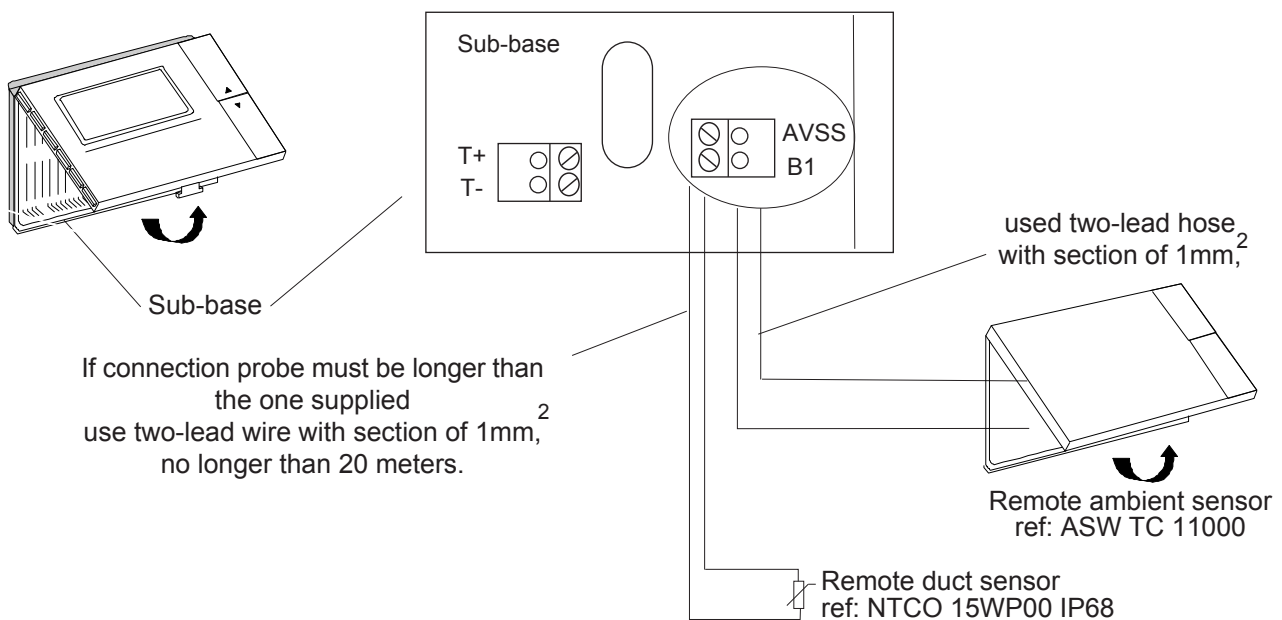 Sub-base
T+
T-
AVSS
B1
Sub-base
used two-lead hose
with section of 1mm,²
If connection probe must be longer than
the one supplied
use two-lead wire with section of 1mm,²
no longer than 20 meters.
Remote ambient sensor
ref: ASW TC 11000
Remote duct sensor
ref: NTCO 15WP00 IP68